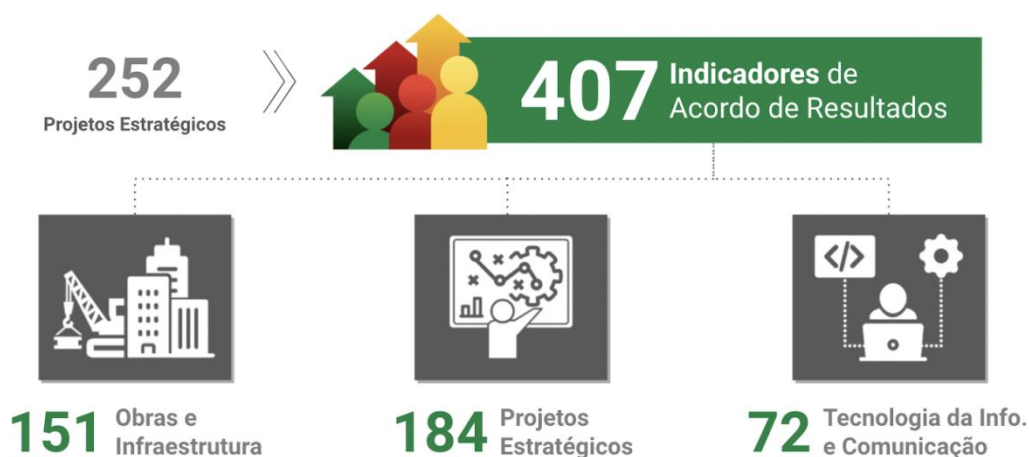 252
Projetos Estratégicos
407 Indicadores de
Acordo de Resultados
</>
151 Obras e
Infraestrutura
184 Projetos
Estratégicos
72 Tecnologia da Info.
e Comunicação